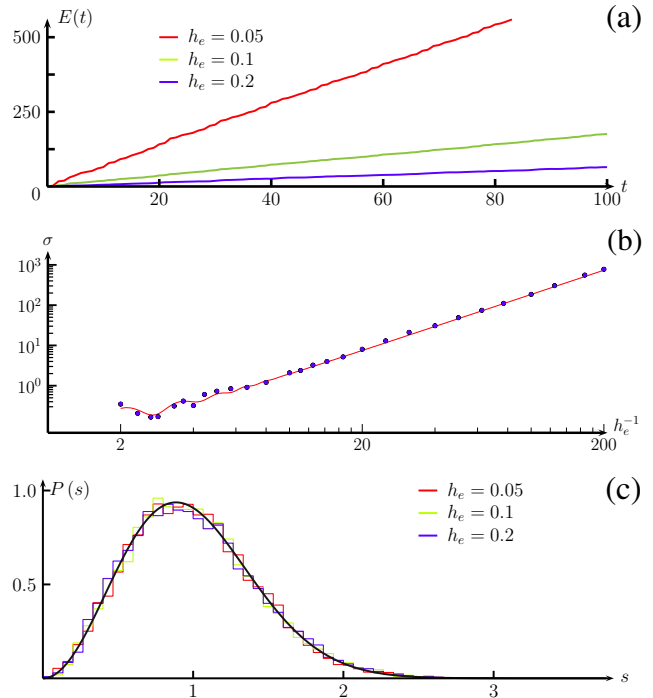 E(t)
(a)
500
h_e = 0.05
h_e = 0.1
h_e = 0.2
250
0
20
40
60
80
100
t
σ
(b)
10^3
10^2
10^1
10^0
2
20
200
h_e^{-1}
P (s)
(c)
1.0
h_e = 0.05
h_e = 0.1
h_e = 0.2
0.5
1
2
3
s